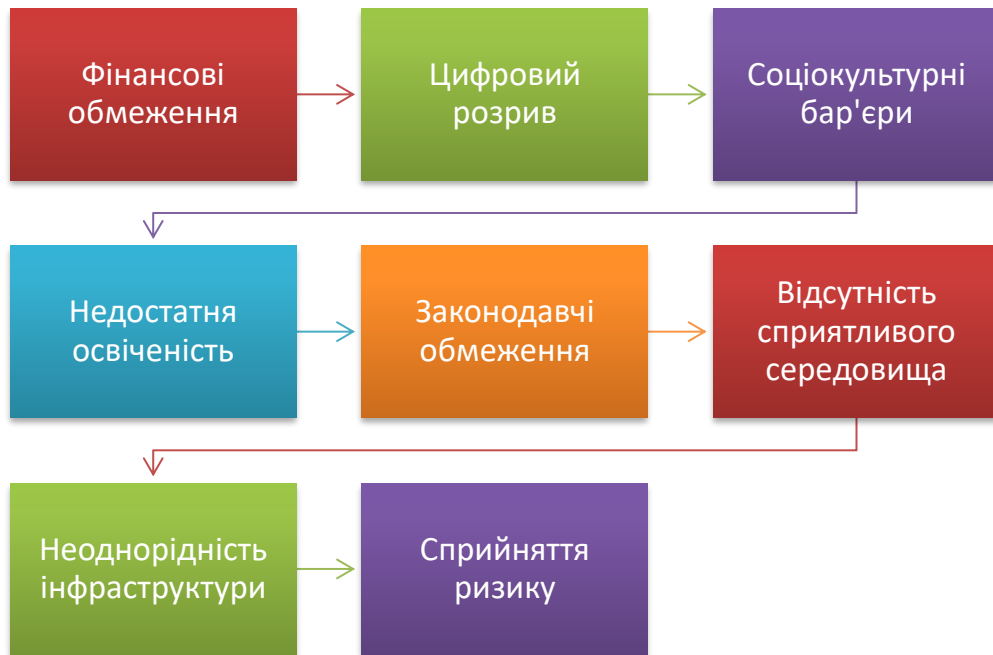 Фінансові
обмеження
Цифровий
розрив
Соціокультурні
бар'єри
Недостатня
освіченість
Законодавчі
обмеження
Відсутність
сприятливого
середовища
Неоднорідність
інфраструктури
Сприйняття
ризику